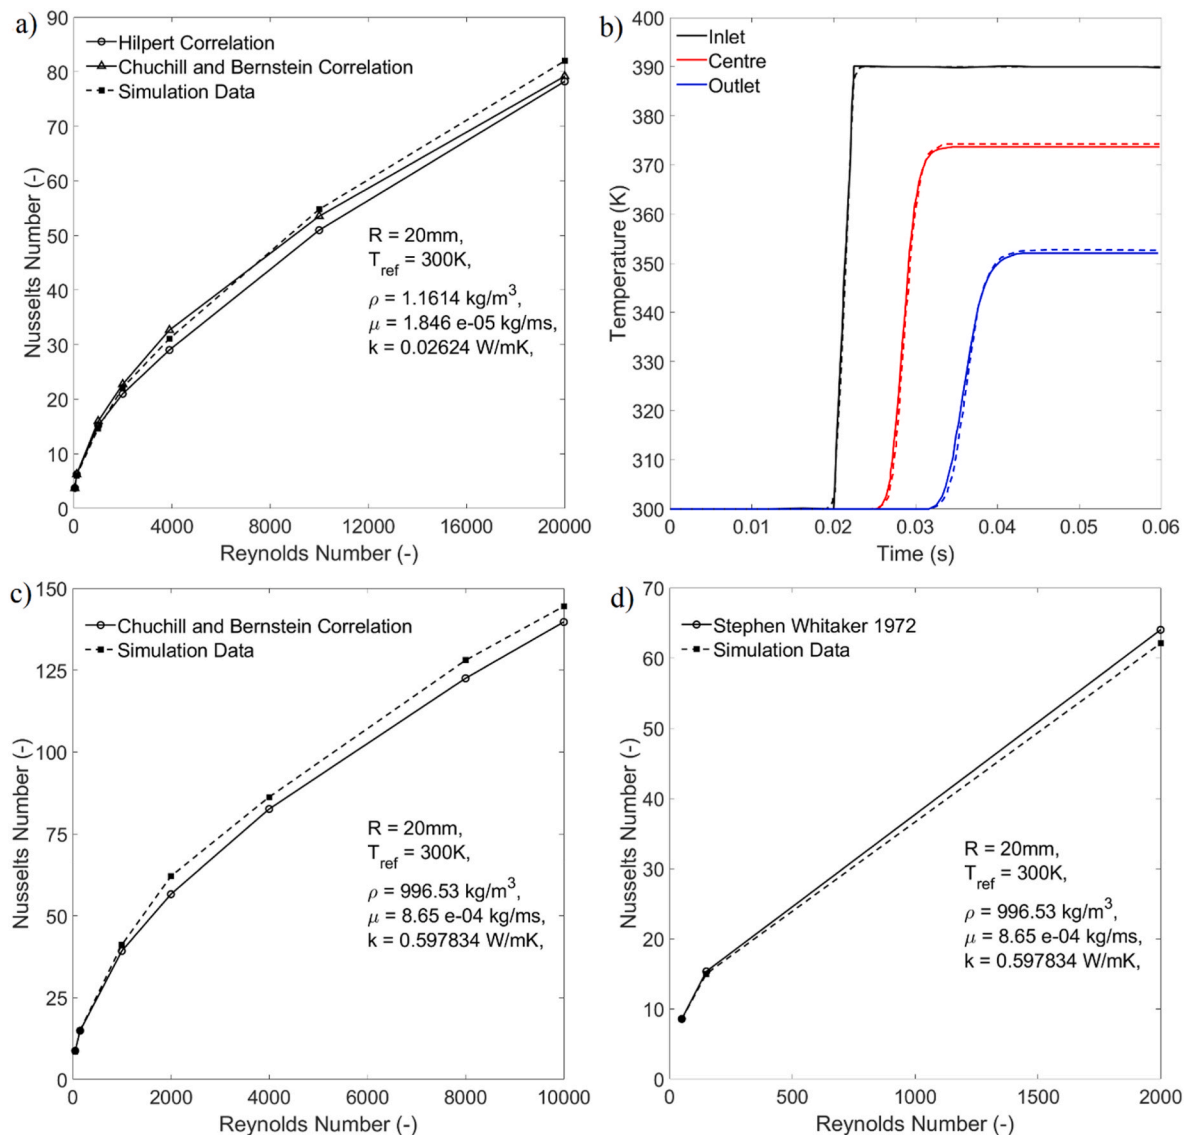 a)
90
80
70
60
50
40
30
20
10
0
Nusselts Number (-)
Hilpert Correlation
Chuchill and Bernstein Correlation
Simulation Data
R = 20mm,
T_ref = 300K,
ρ = 1.1614 kg/m³,
μ = 1.846 e-05 kg/ms,
k = 0.02624 W/mK,
0 4000 8000 12000 16000 20000
Reynolds Number (-)
b)
400
390
380
370
360
350
340
330
320
310
300
Temperature (K)
Inlet
Centre
Outlet
0 0.01 0.02 0.03 0.04 0.05 0.06
Time (s)
c)
150
125
100
75
50
25
0
Nusselts Number (-)
Chuchill and Bernstein Correlation
Simulation Data
R = 20mm,
T_ref = 300K,
ρ = 996.53 kg/m³,
μ = 8.65 e-04 kg/ms,
k = 0.597834 W/mK,
0 2000 4000 6000 8000 10000
Reynolds Number (-)
d)
70
60
50
40
30
20
10
0
Nusselts Number (-)
Stephen Whitaker 1972
Simulation Data
R = 20mm,
T_ref = 300K,
ρ = 996.53 kg/m³,
μ = 8.65 e-04 kg/ms,
k = 0.597834 W/mK,
0 500 1000 1500 2000
Reynolds Number (-)